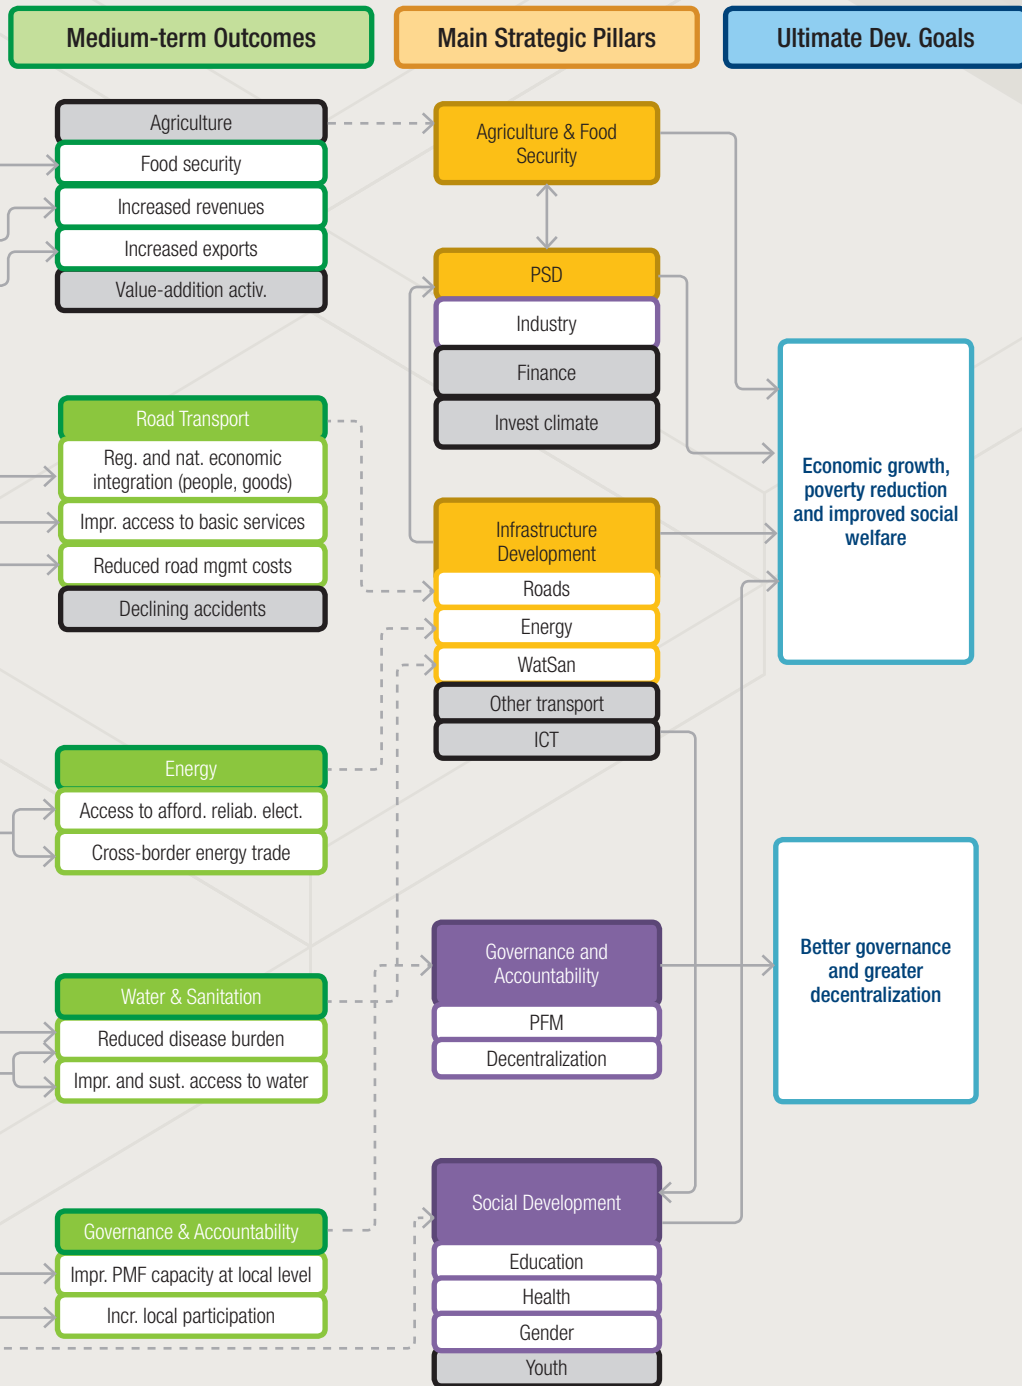 Medium-term Outcomes
Main Strategic Pillars
Ultimate Dev. Goals
Agriculture
Food security
Increased revenues
Increased exports
Value-addition activ.
Road Transport
Reg. and nat. economic
integration (people, goods)
Impr. access to basic services
Reduced road mgmt costs
Declining accidents
Energy
Access to afford. reliab. elect.
Cross-border energy trade
Water & Sanitation
Reduced disease burden
Impr. and sust. access to water
Governance & Accountability
Impr. PMF capacity at local level
Incr. local participation
Agriculture & Food
Security
PSD
Industry
Finance
Invest climate
Infrastructure
Development
Roads
Energy
WatSan
Other transport
ICT
Governance and
Accountability
PFM
Decentralization
Social Development
Education
Health
Gender
Youth
Economic growth,
poverty reduction
and improved social
welfare
Better governance
and greater
decentralization